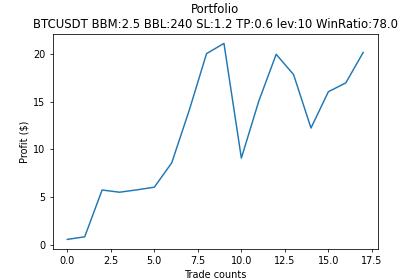 Portfolio
BTCUSDT BBM:2.5 BBL:240 SL:1.2 TP:0.6 lev:10 WinRatio:78.0
20
15
10
5
0
Profit ($)
0.0 2.5 5.0 7.5 10.0 12.5 15.0 17.5
Trade counts